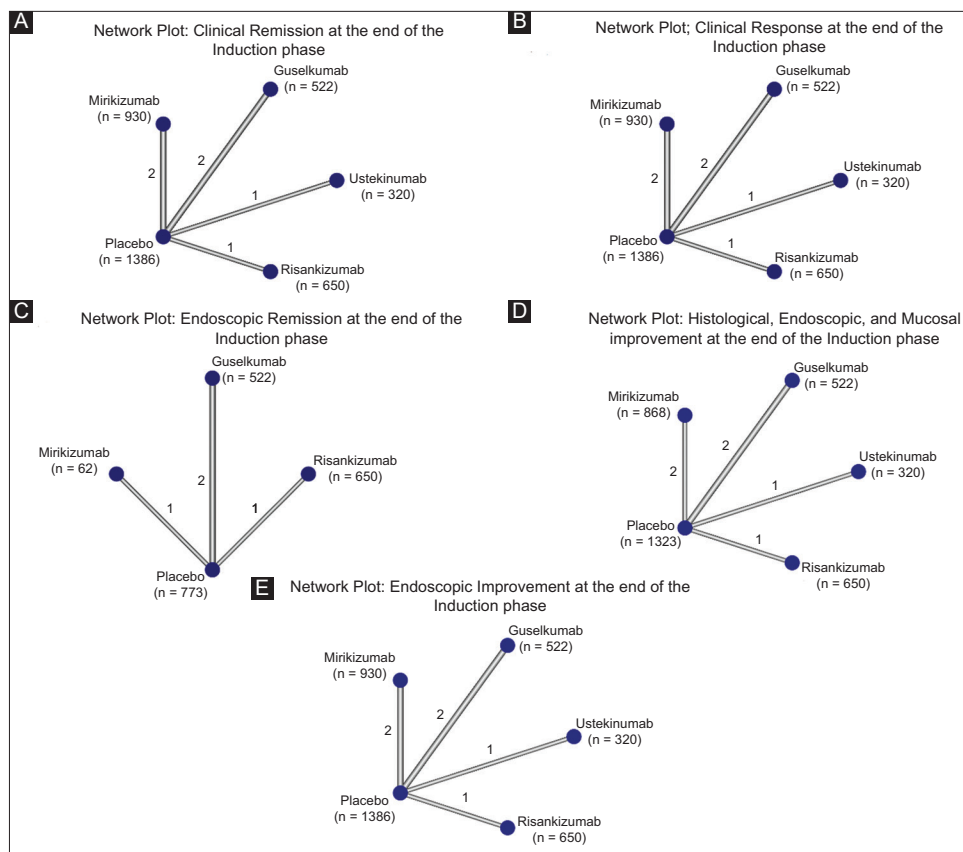 A
Network Plot: Clinical Remission at the end of the
Induction phase
Guselkumab
(n = 522)
Mirikizumab
(n = 930)
2
2
Ustekinumab
(n = 320)
1
Placebo
(n = 1386)
1
Risankizumab
(n = 650)
B
Network Plot; Clinical Response at the end of the
Induction phase
Guselkumab
(n = 522)
Mirikizumab
(n = 930)
2
2
Ustekinumab
(n = 320)
1
Placebo
(n = 1386)
1
Risankizumab
(n = 650)
C
Network Plot: Endoscopic Remission at the end of the
Induction phase
Guselkumab
(n = 522)
Mirikizumab
(n = 62)
Risankizumab
(n = 650)
2
1
1
Placebo
(n = 773)
D
Network Plot: Histological, Endoscopic, and Mucosal
improvement at the end of the Induction phase
Guselkumab
(n = 522)
Mirikizumab
(n = 868)
2
2
Ustekinumab
(n = 320)
1
Placebo
(n = 1323)
1
Risankizumab
(n = 650)
E
Network Plot: Endoscopic Improvement at the end of the
Induction phase
Guselkumab
(n = 522)
Mirikizumab
(n = 930)
2
2
Ustekinumab
(n = 320)
1
Placebo
(n = 1386)
1
Risankizumab
(n = 650)